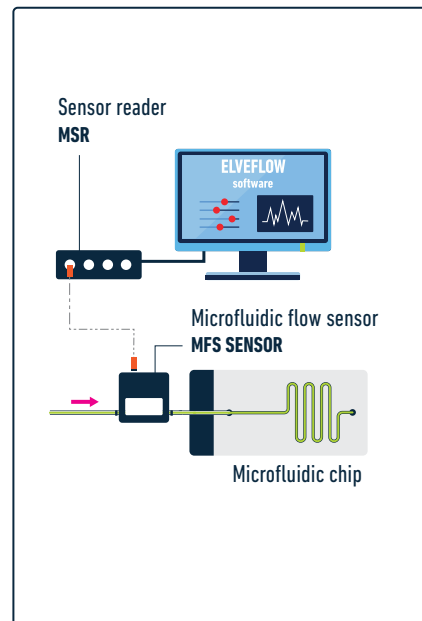 Sensor reader
MSR
ELVEFLOW
software
Microfluidic flow sensor
MFS SENSOR
Microfluidic chip